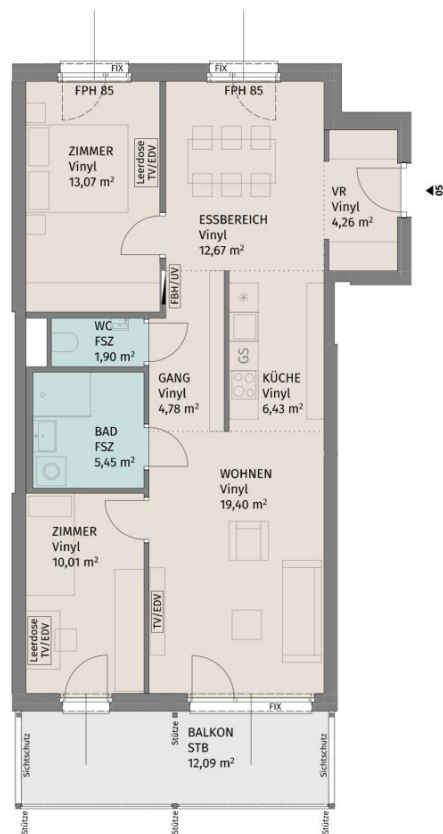 FIX
FIX
FPH 85
FPH 85
ZIMMER
Vinyl
13,07 m²
Leerdose
TV/EDV
ESSBEREICH
Vinyl
12,67 m²
VR
Vinyl
4,26 m²
05
FBH/UV
WC
FSZ
1,90 m²
GS
GANG
Vinyl
4,78 m²
KÜCHE
Vinyl
6,43 m²
BAD
FSZ
5,45 m²
WOHNEN
Vinyl
19,40 m²
ZIMMER
Vinyl
10,01 m²
Leerdose
TV/EDV
TV/EDV
FIX
Sichtschutz
Stütze
BALKON
STB
12,09 m²
Sichtschutz
Stütze
Stütze
Stütze